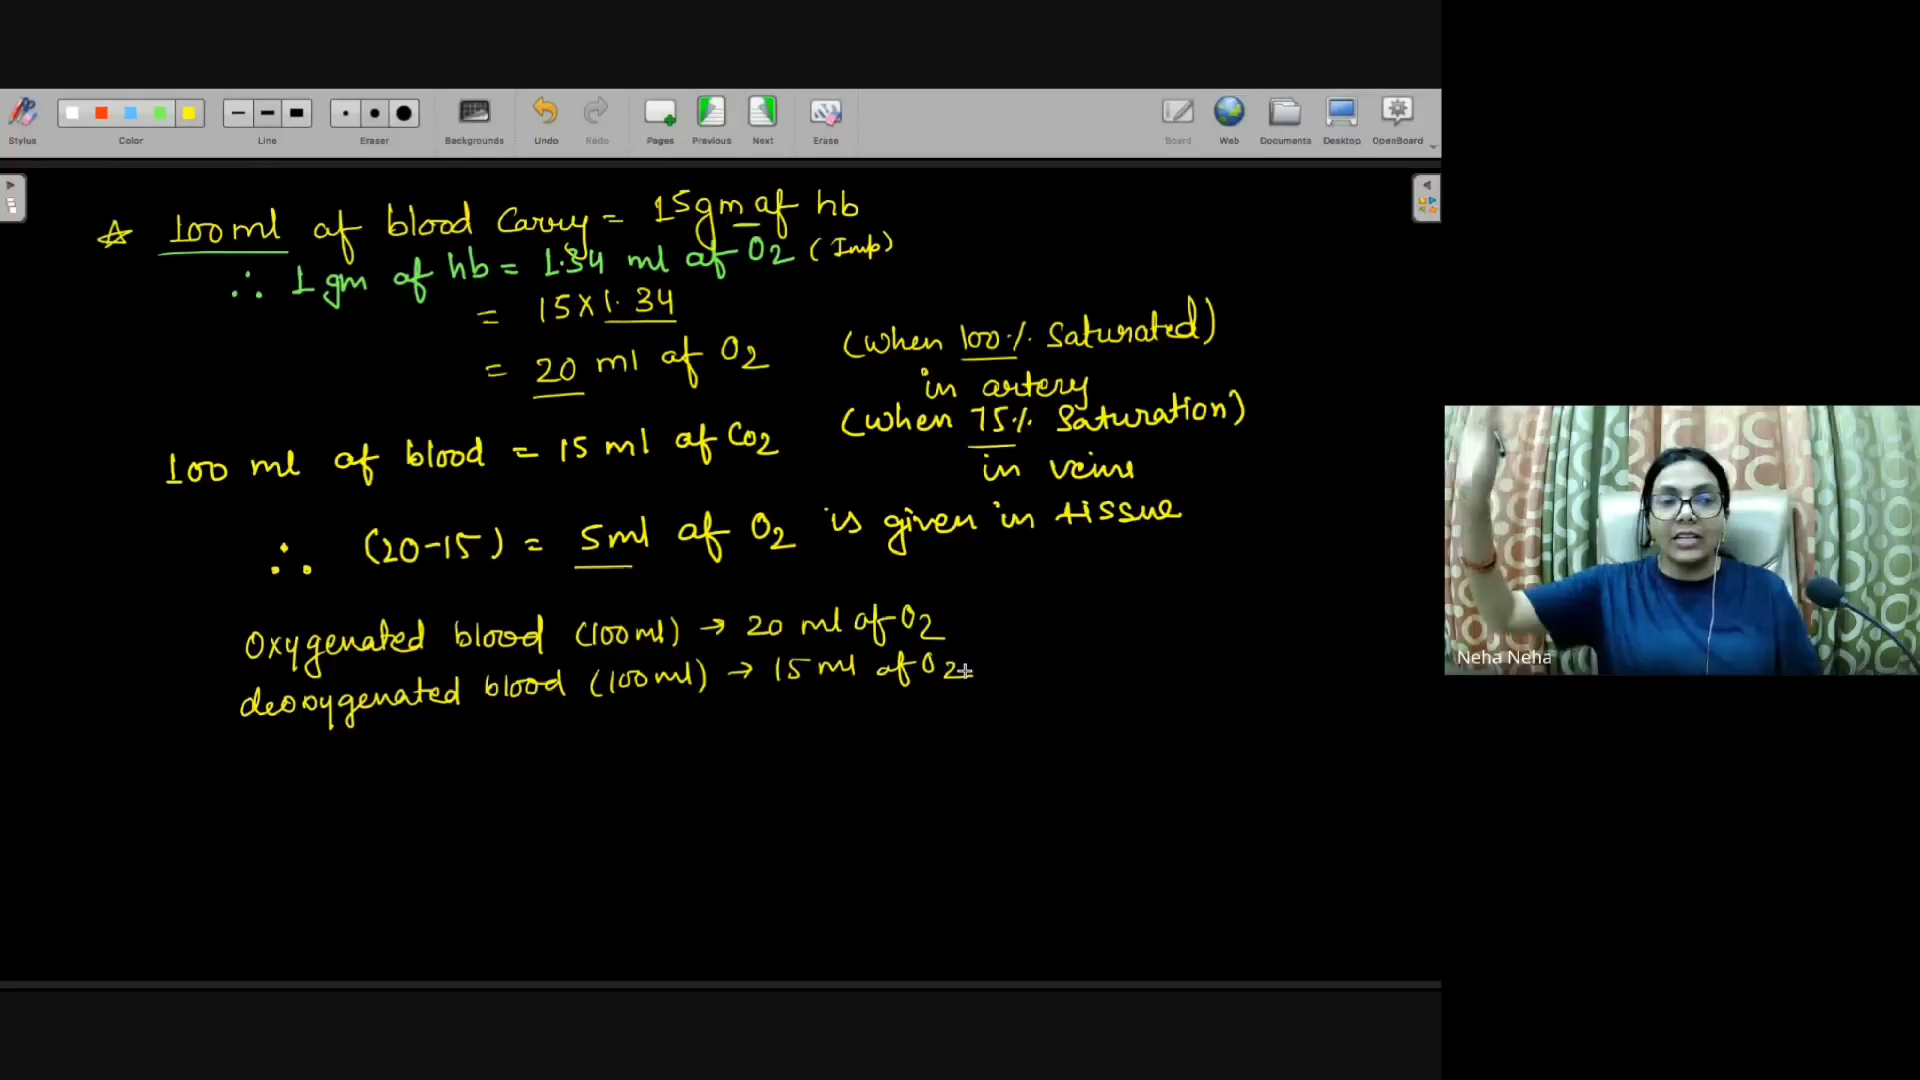 Stylus Color Line Eraser Backgrounds Undo Redo Pages Previous Next Erase Board Web Documents Desktop OpenBoard
☆ 100 ml of blood Carry = 15 gm of hb
∴ 1 gm of hb = 1.34 ml of O2 (Imp)
= 15 X 1.34
= 20 ml of O2 (when 100% Saturated)
in artery
100 ml of blood = 15 ml of CO2 (when 75% Saturation)
in veins
∴ (20-15) = 5ml of O2 is given in tissue
Oxygenated blood (100ml) → 20 ml of O2
deoxygenated blood (100ml) → 15 ml of O2
Neha Neha